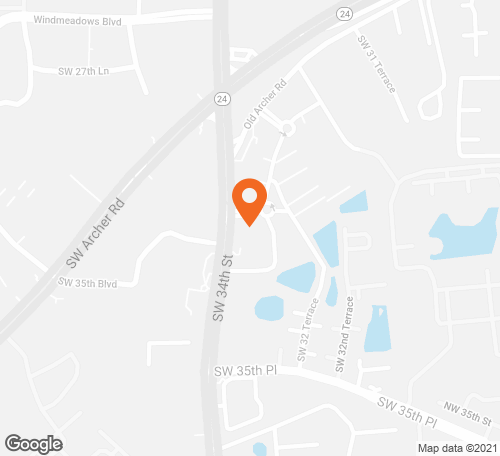 Windmeadows Blvd
24
SW 27th Ln
SW 31 Terrace
24
Old Archer Rd
SW Archer Rd
SW 34th St
SW 35th Blvd
SW 32 Terrace
SW 32nd Terrace
SW 35th Pl
SW 35th Pl
NW 35th St
Google
Map data ©2021